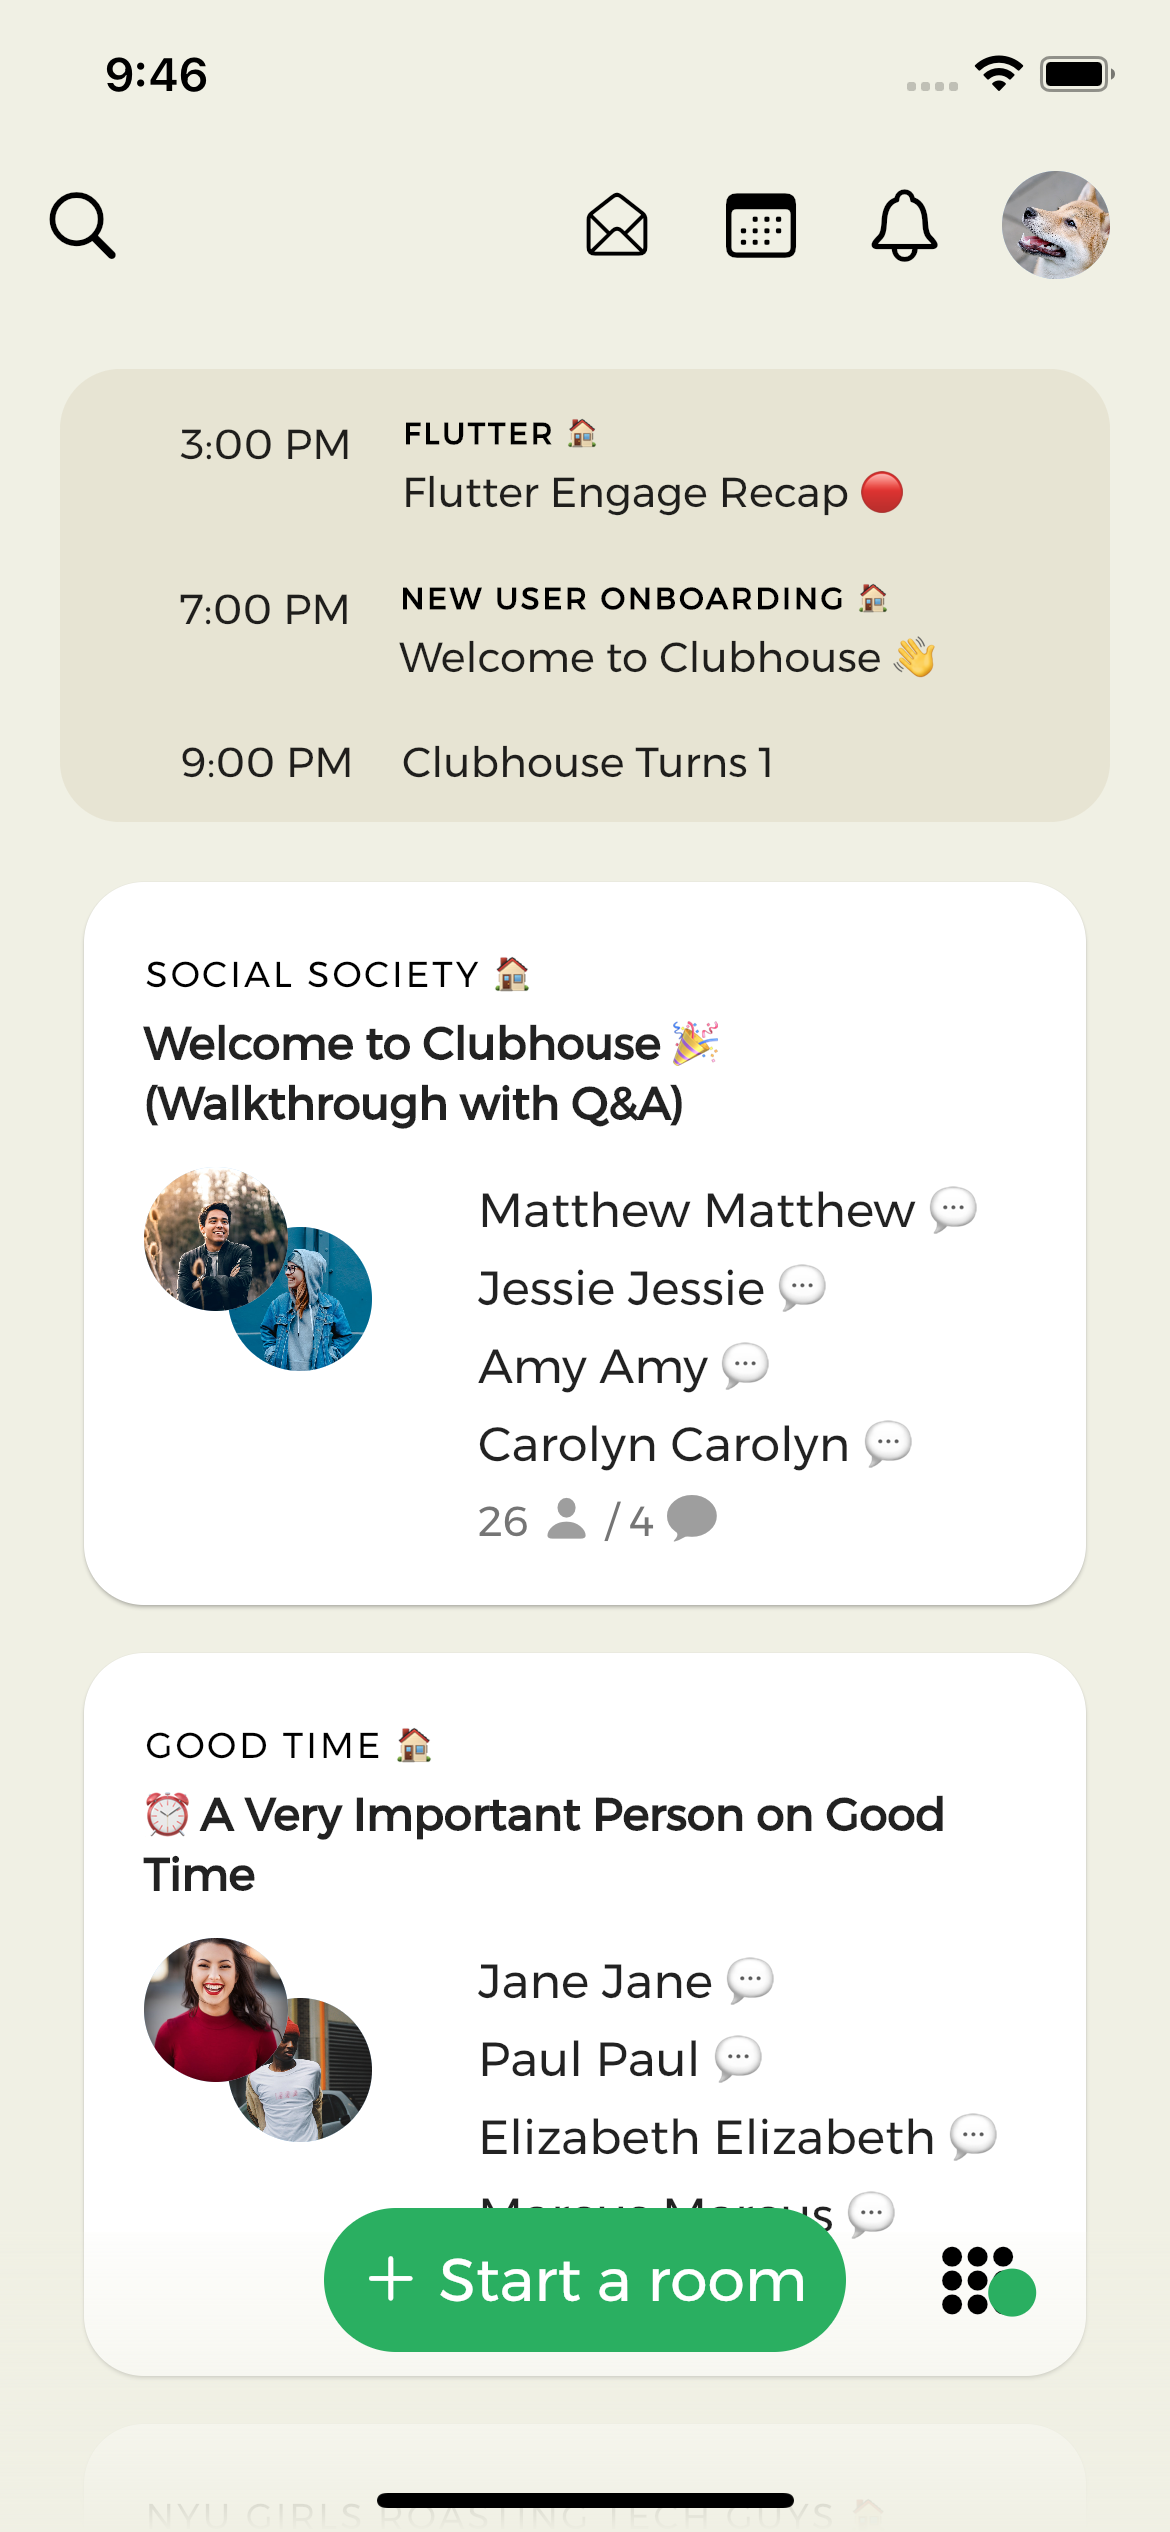 9:46
3:00 PM FLUTTER 🏠
Flutter Engage Recap 🔴
7:00 PM NEW USER ONBOARDING 🏠
Welcome to Clubhouse 👋
9:00 PM Clubhouse Turns 1
SOCIAL SOCIETY 🏠
Welcome to Clubhouse 🎉
(Walkthrough with Q&A)
Matthew Matthew 💬
Jessie Jessie 💬
Amy Amy 💬
Carolyn Carolyn 💬
26 / 4
GOOD TIME 🏠
⏰ A Very Important Person on Good
Time
Jane Jane 💬
Paul Paul 💬
Elizabeth Elizabeth 💬
Marcus Marcus 💬
+ Start a room
NYU GIRLS ROASTING TECH GUYS 🏠